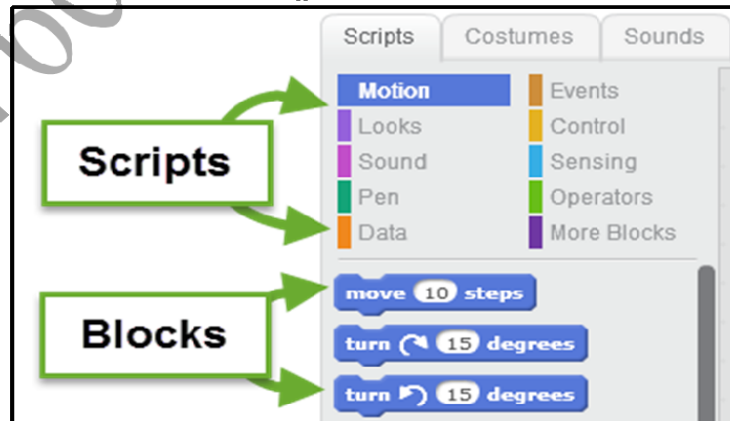 Scripts Costumes Sounds
Motion Events
Looks Control
Sound Sensing
Pen Operators
Data More Blocks
Scripts
move 10 steps
turn 15 degrees
turn 15 degrees
Blocks